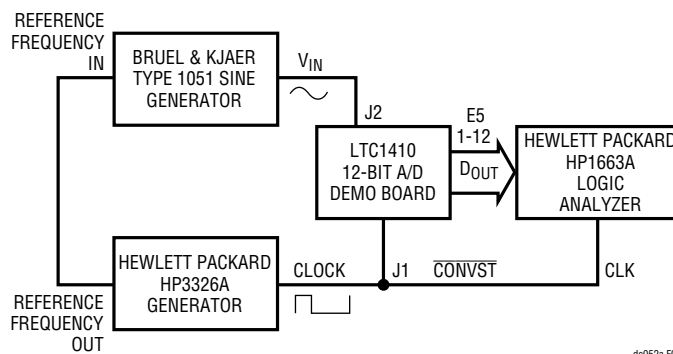 REFERENCE
FREQUENCY
IN
BRUEL & KJAER
TYPE 1051 SINE
GENERATOR
VIN
J2
LTC1410
12-BIT A/D
DEMO BOARD
E5
1-12
DOUT
HEWLETT PACKARD
HP1663A
LOGIC
ANALYZER
HEWLETT PACKARD
HP3326A
GENERATOR
CLOCK
J1
CONVST
CLK
REFERENCE
FREQUENCY
OUT